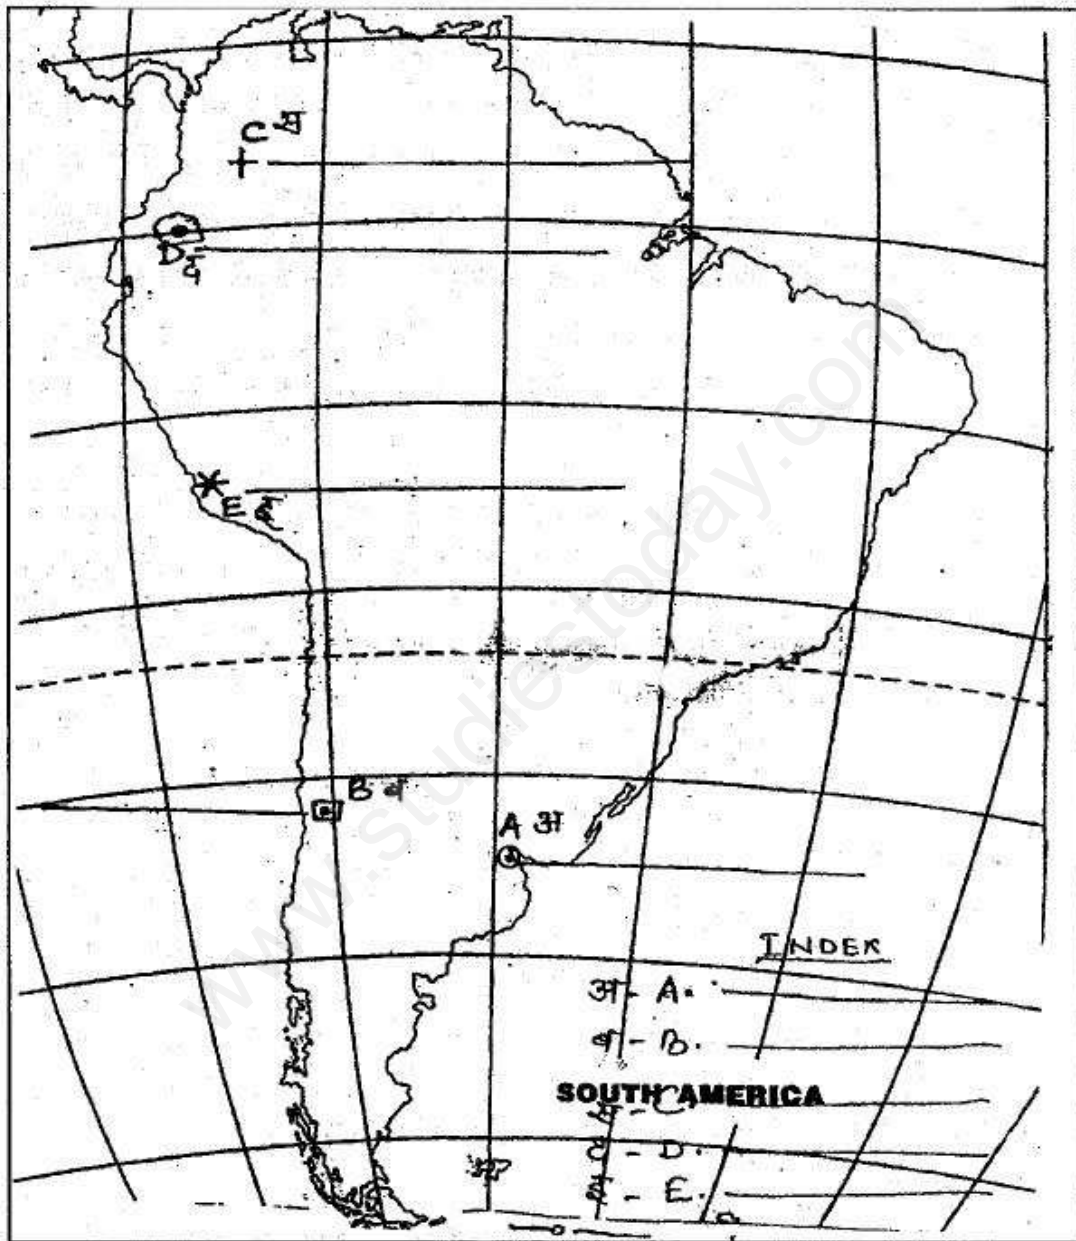 C
D
E
B ब
A अ
INDEX
अ - A.
ब - B.
SOUTH AMERICA
- C.
द - D.
- E.
www.studiestoday.com